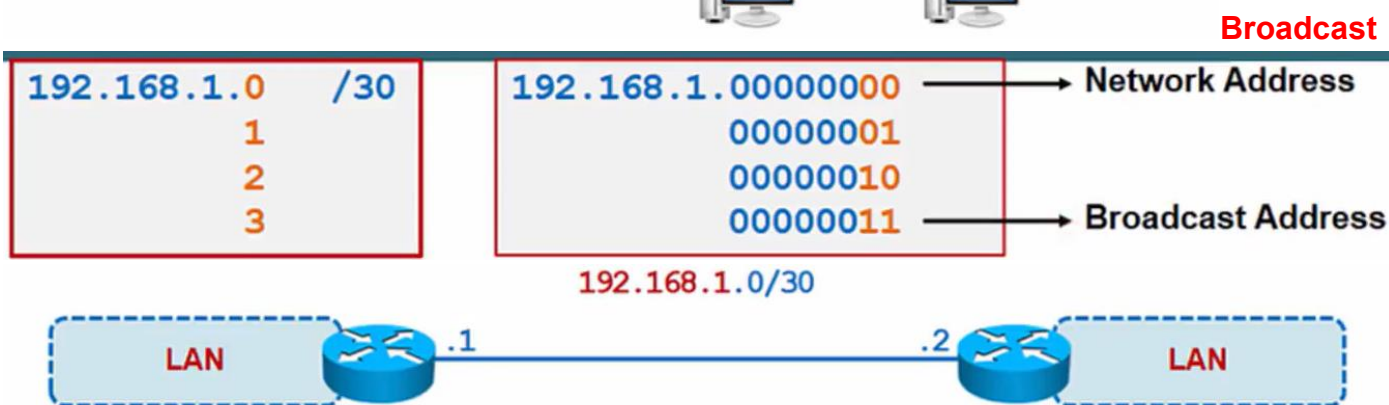 Broadcast
192.168.1.0 /30
1
2
3
192.168.1.00000000
00000001
00000010
00000011
Network Address
Broadcast Address
192.168.1.0/30
LAN
.1
.2
LAN